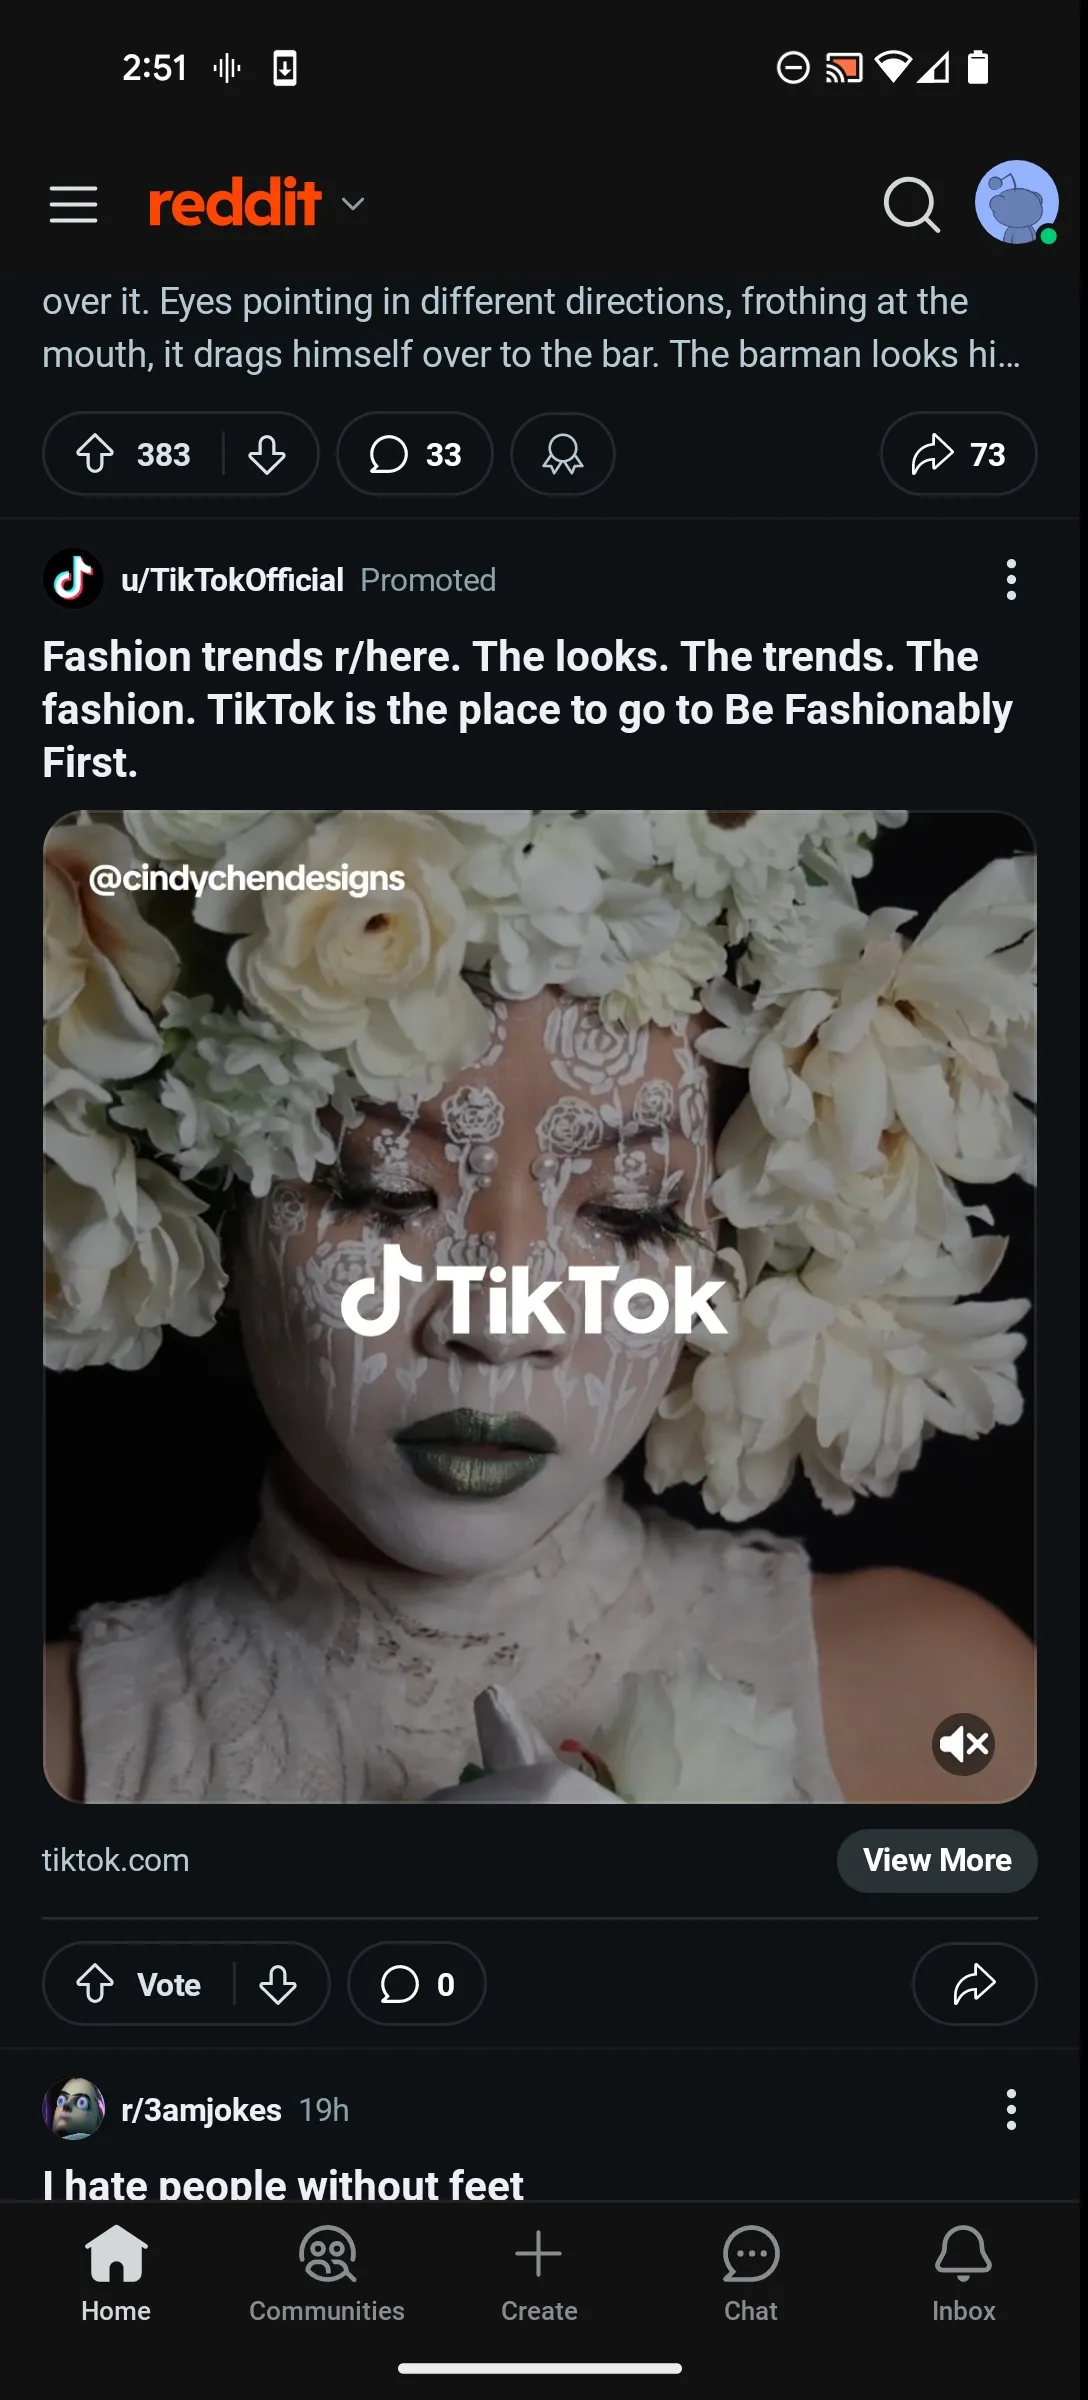 2:51
reddit
over it. Eyes pointing in different directions, frothing at the
mouth, it drags himself over to the bar. The barman looks hi...
383
33
73
u/TikTokOfficial Promoted
Fashion trends r/here. The looks. The trends. The
fashion. TikTok is the place to go to Be Fashionably
First.
@cindychendesigns
TikTok
tiktok.com
View More
Vote
0
r/3amjokes 19h
I hate people without feet
Home
Communities
Create
Chat
Inbox